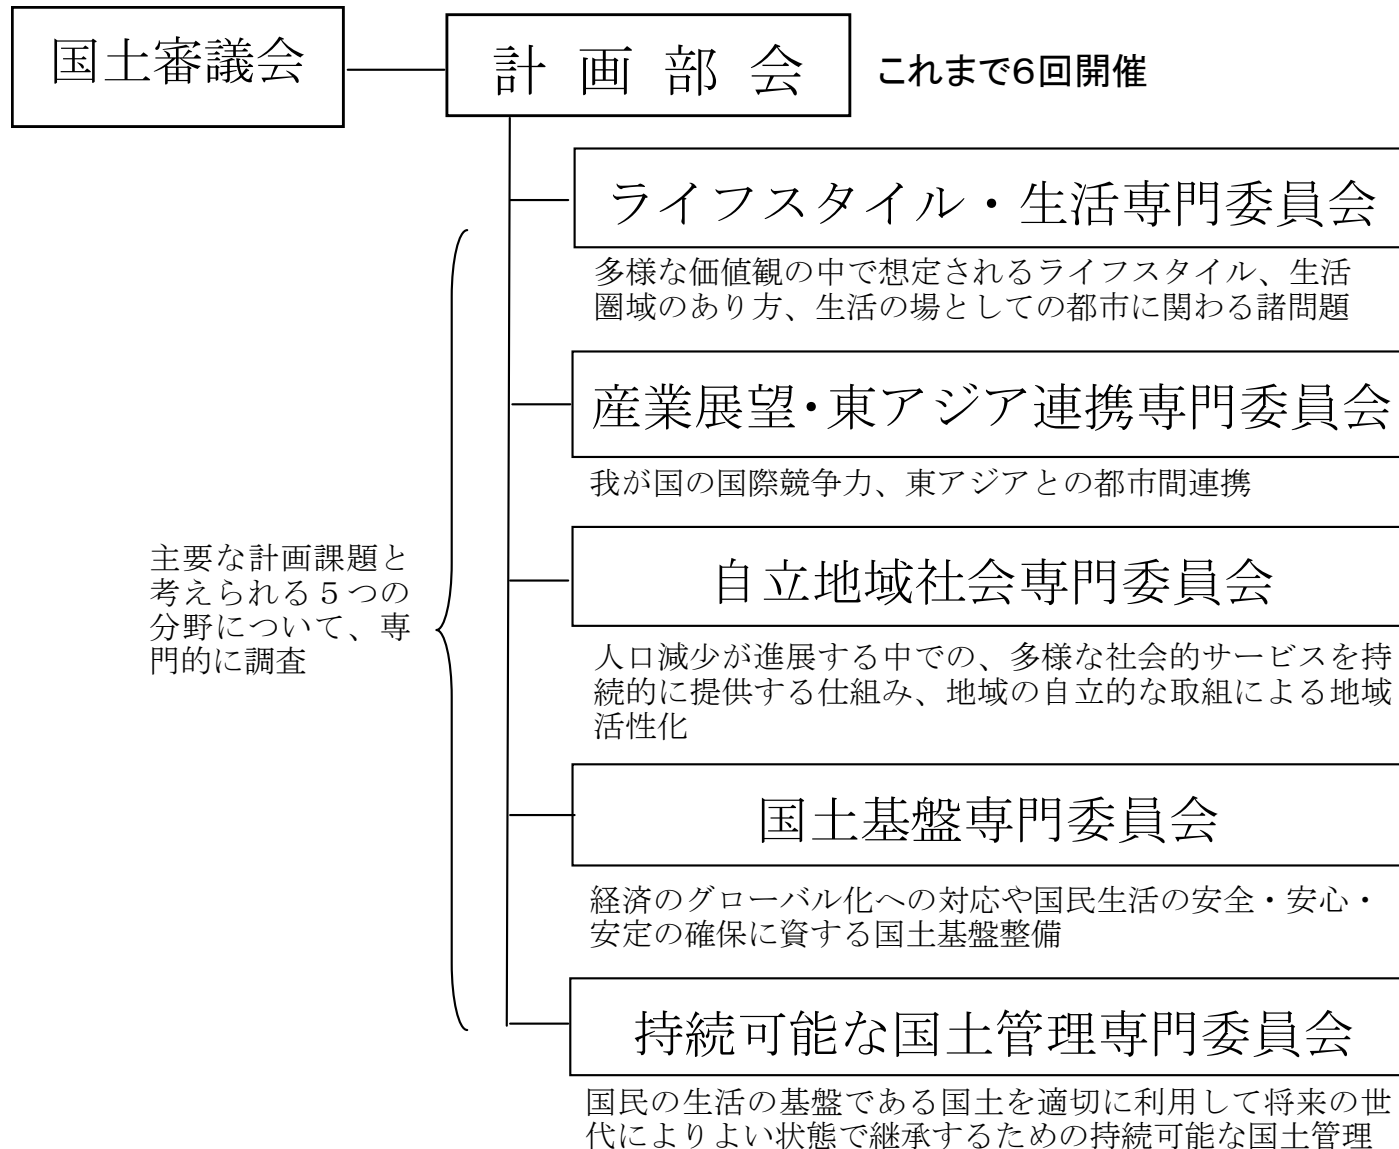 国土審議会
計画部会
これまで6回開催
ライフスタイル・生活専門委員会
多様な価値観の中で想定されるライフスタイル、生活
圏域のあり方、生活の場としての都市に関わる諸問題
産業展望・東アジア連携専門委員会
我が国の国際競争力、東アジアとの都市間連携
主要な計画課題と
考えられる５つの
分野について、専
門的に調査
自立地域社会専門委員会
人口減少が進展する中での、多様な社会的サービスを持
続的に提供する仕組み、地域の自立的な取組による地域
活性化
国土基盤専門委員会
経済のグローバル化への対応や国民生活の安全・安心・
安定の確保に資する国土基盤整備
持続可能な国土管理専門委員会
国民の生活の基盤である国土を適切に利用して将来の世
代によりよい状態で継承するための持続可能な国土管理